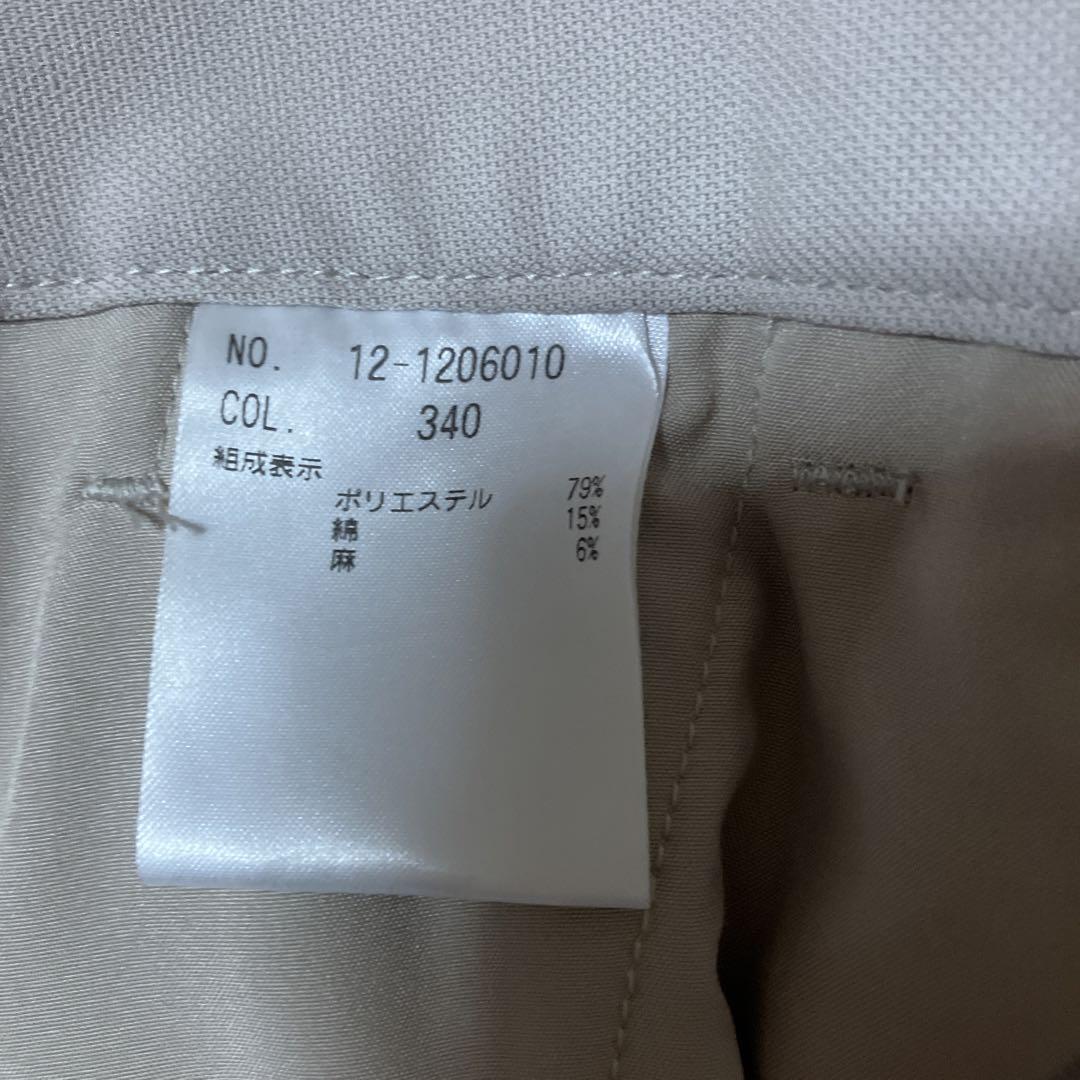 NO. 12-1206010
COL. 340
組成表示
ポリエステル 79%
綿 15%
麻 6%